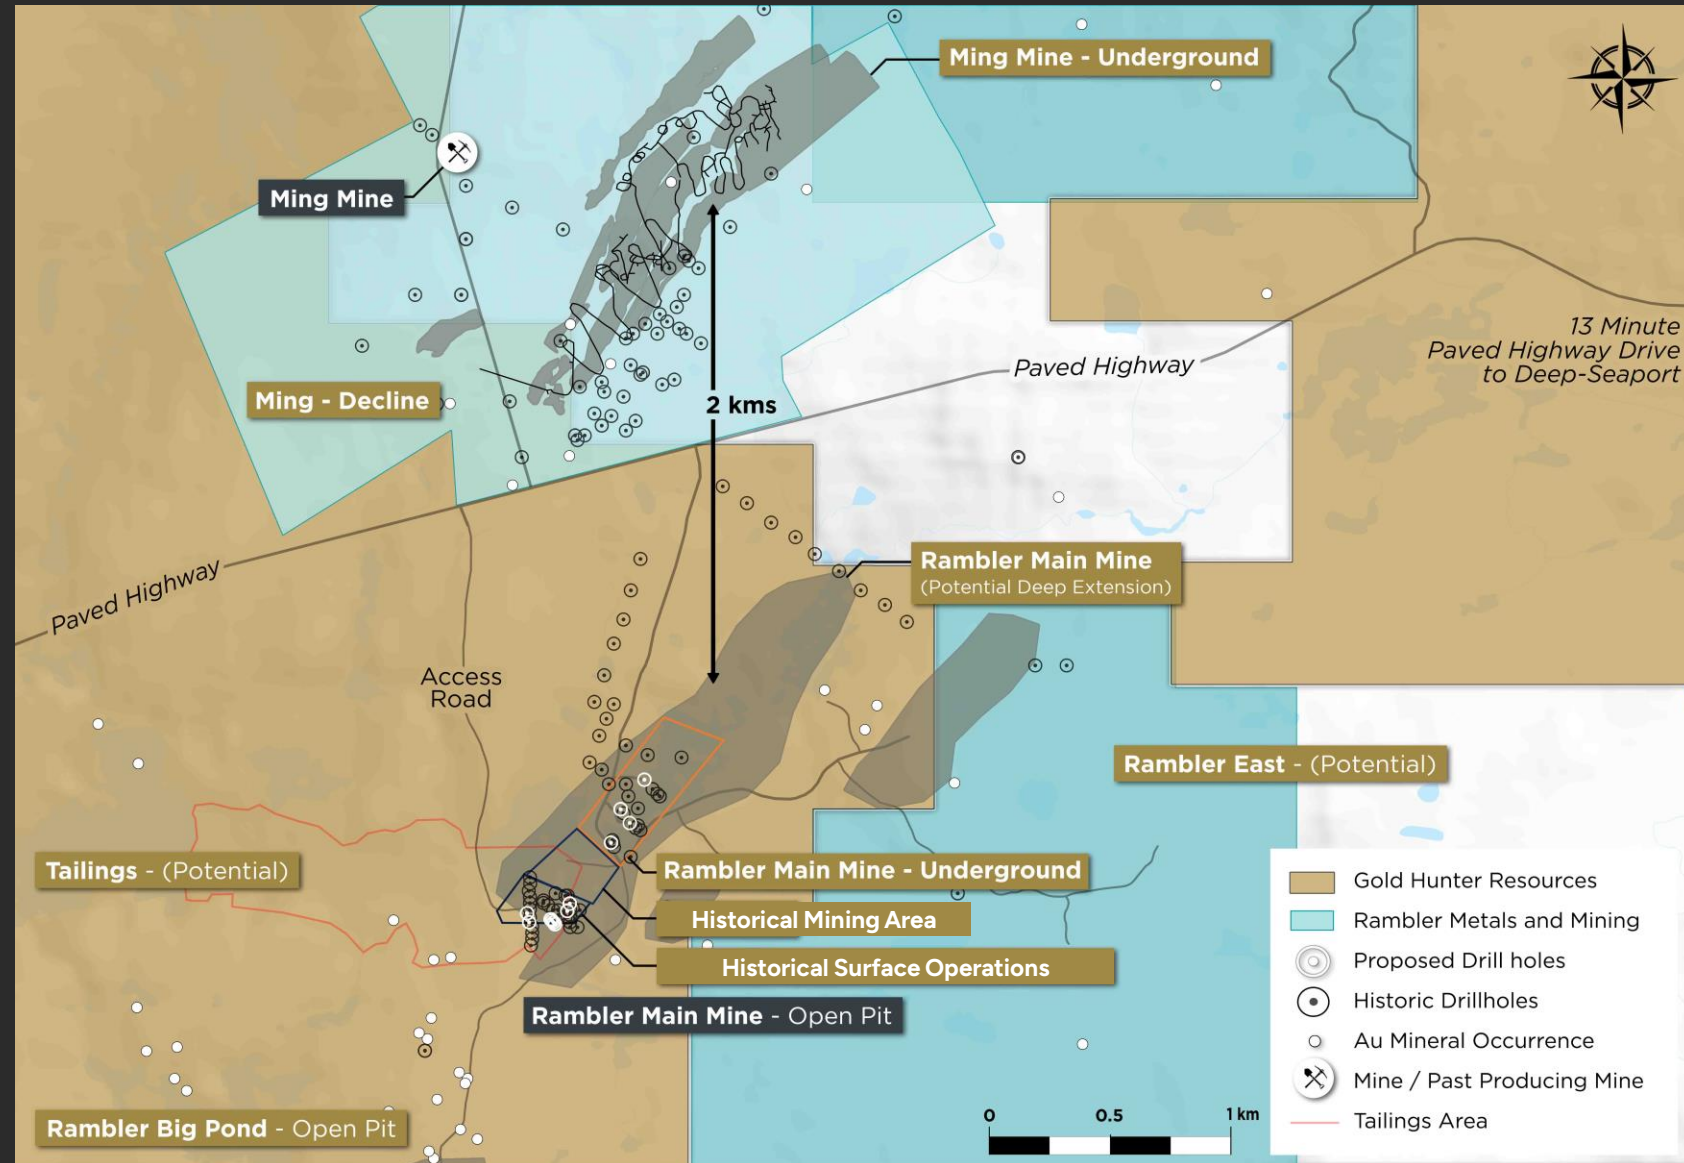 Ming Mine - Underground
Ming Mine
13 Minute
Paved Highway Drive
to Deep-Seaport
Paved Highway
Ming - Decline
2 kms
Rambler Main Mine
(Potential Deep Extension)
Paved Highway
Access
Road
Rambler East - (Potential)
Tailings - (Potential)
Rambler Main Mine - Underground
Historical Mining Area
Historical Surface Operations
Rambler Main Mine - Open Pit
Rambler Big Pond - Open Pit
0 0.5 1 km
Gold Hunter Resources
Rambler Metals and Mining
Proposed Drill holes
Historic Drillholes
Au Mineral Occurrence
Mine / Past Producing Mine
Tailings Area